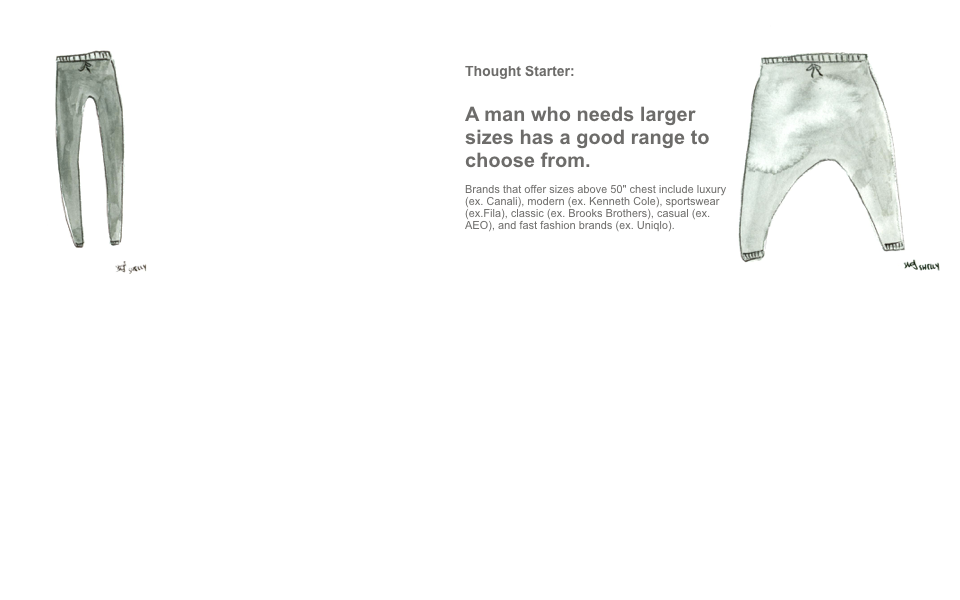 Thought Starter:
A man who needs larger
sizes has a good range to
choose from.
Brands that offer sizes above 50" chest include luxury
(ex. Canali), modern (ex. Kenneth Cole), sportswear
(ex.Fila), classic (ex. Brooks Brothers), casual (ex.
AEO), and fast fashion brands (ex. Uniqlo).